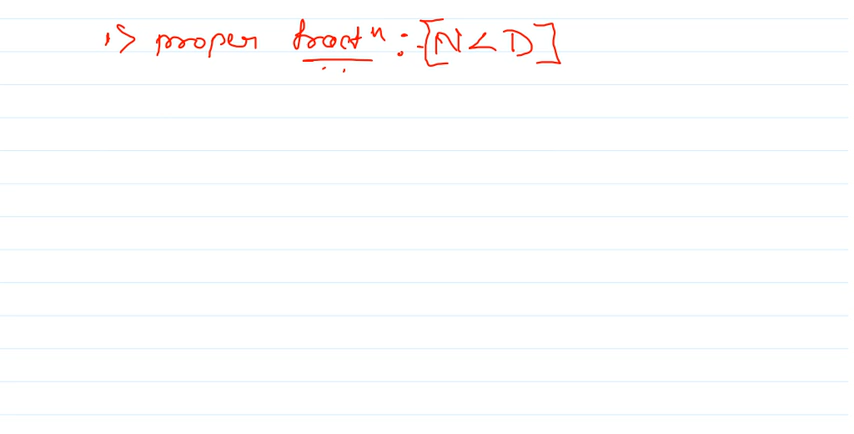 1> proper fractⁿ :- [N < D]